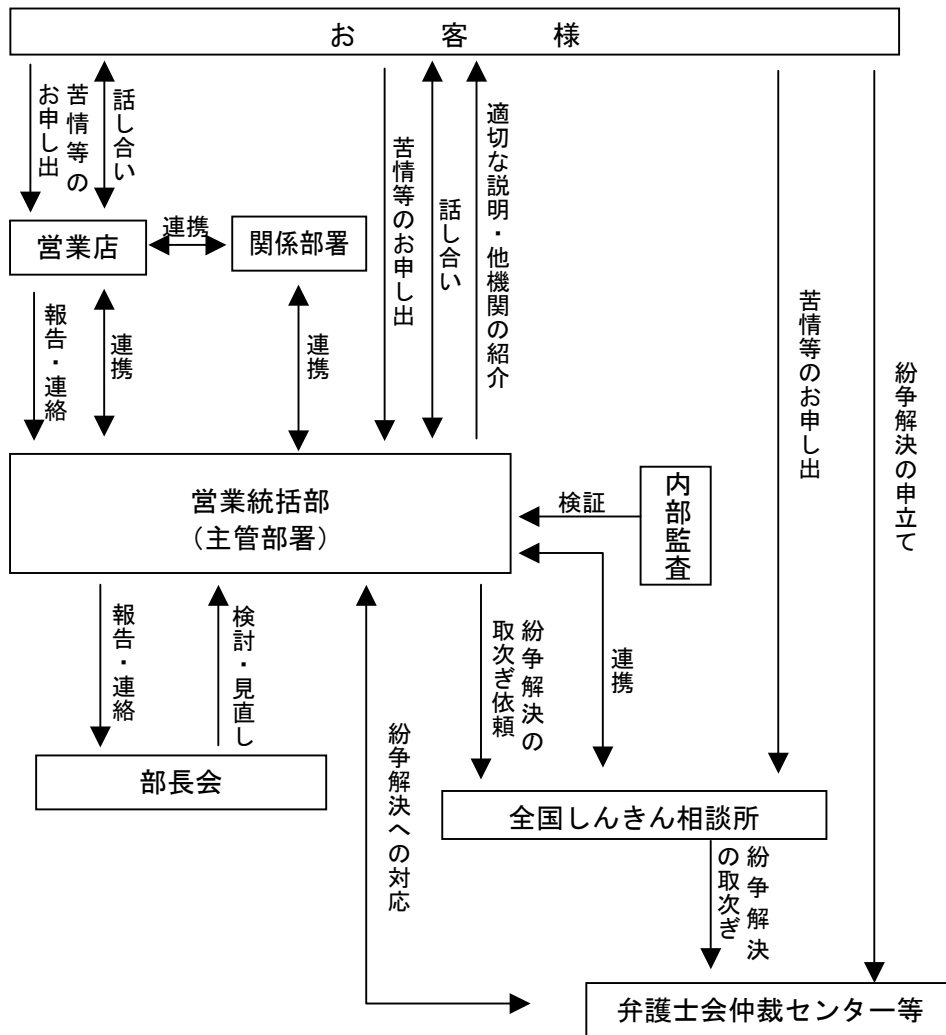 お客様
苦情等の
お申し出
話し合い
苦情等のお申し出
話し合い
適切な説明・他機関の紹介
苦情等のお申し出
紛争解決の申立て
営業店
連携
関係部署
報告・連絡
連携
連携
営業統括部
（主管部署）
検証
内部監査
報告・連絡
検討・見直し
紛争解決への対応
紛争解決の
取次ぎ依頼
連携
部長会
全国しんきん相談所
紛争解決
の取次ぎ
弁護士会仲裁センター等